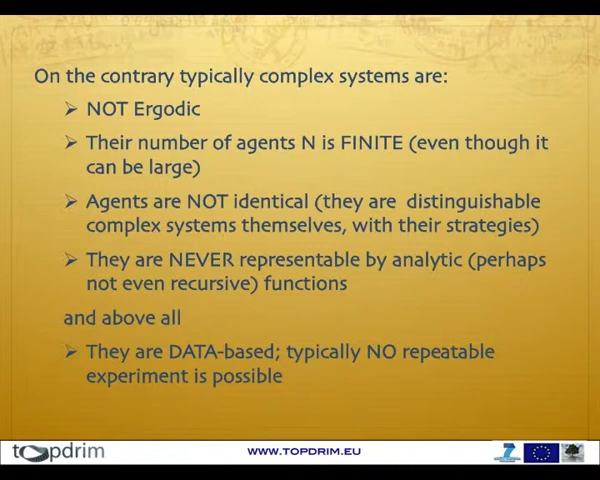 On the contrary typically complex systems are:
➢ NOT Ergodic
➢ Their number of agents N is FINITE (even though it
can be large)
➢ Agents are NOT identical (they are distinguishable
complex systems themselves, with their strategies)
➢ They are NEVER representable by analytic (perhaps
not even recursive) functions
and above all
➢ They are DATA-based; typically NO repeatable
experiment is possible
topdrim
WWW.TOPDRIM.EU